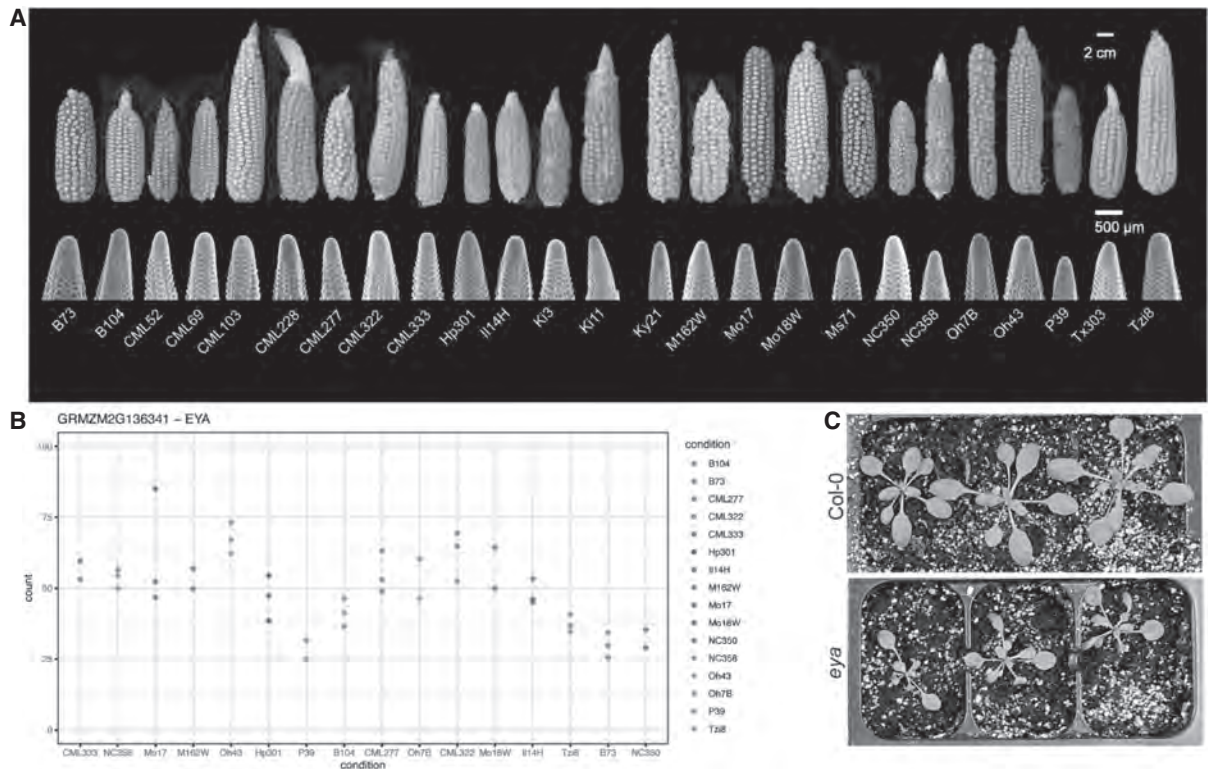 A
2 cm
500 µm
B73
B104
CML52
CML69
CML103
CML228
CML277
CML322
CML333
Hp301
Il14H
Ki3
Ki11
Ky21
M162W
Mo17
Mo18W
Ms71
NC350
NC358
Oh7B
Oh43
P39
Tx303
Tzi8
B
GRMZM2G136341 – EYA
count
100
75
50
25
0
CML333 NC358 Mo17 M162W Oh43 Hp301 P39 B104 CML277 Oh7B CML322 Mo18W Il14H Tzi8 B73 NC350
condition
condition
B104
B73
CML277
CML322
CML333
Hp301
Il14H
M162W
Mo17
Mo18W
NC350
NC358
Oh43
Oh7B
P39
Tzi8
C
Col-0
eya